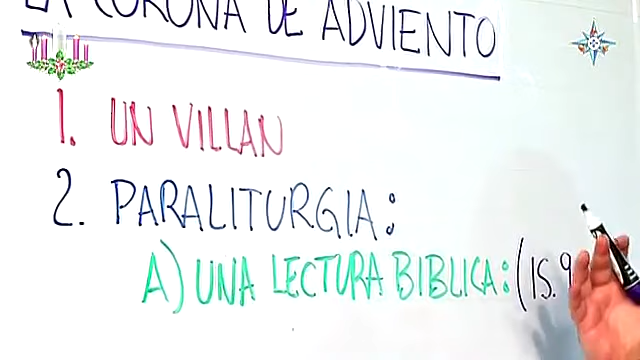 LA CORONA DE ADVIENTO
1. UN VILLAN
2. PARALITURGIA:
A) UNA LECTURA BIBLICA: (IS. 9